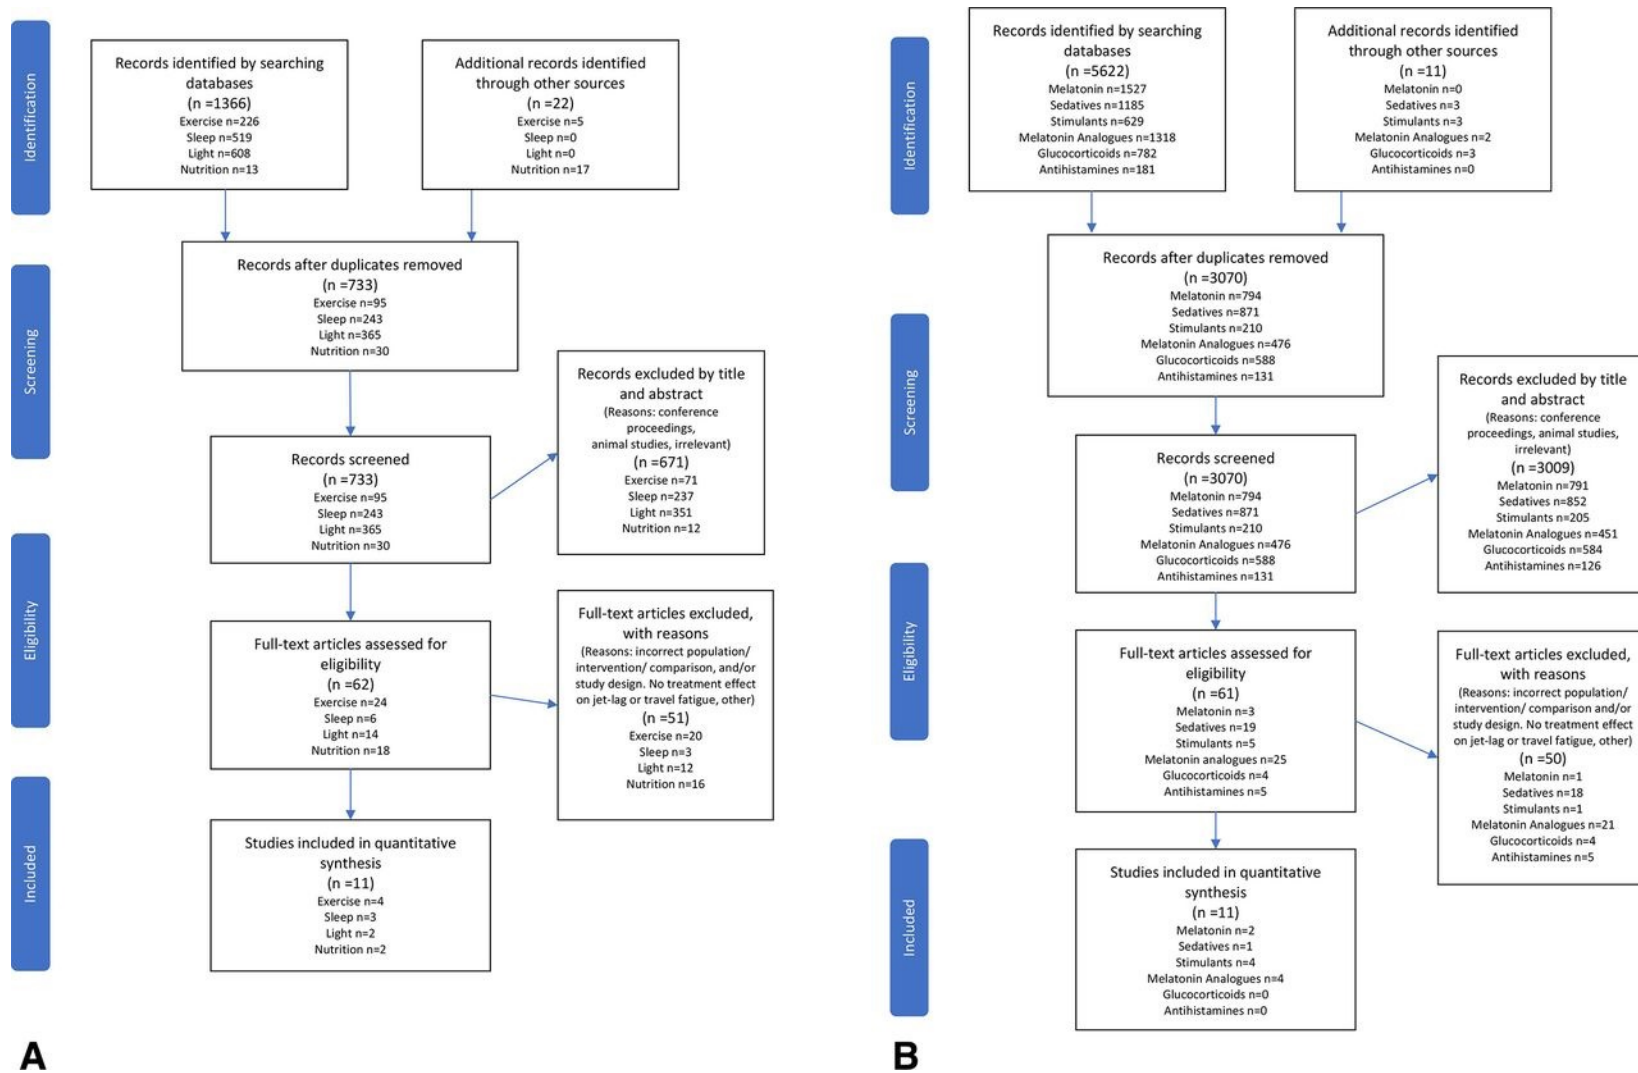 Identification
Records identified by searching
databases
(n =1366)
Exercise n=226
Sleep n=519
Light n=608
Nutrition n=13
Additional records identified
through other sources
(n =22)
Exercise n=5
Sleep n=0
Light n=0
Nutrition n=17
Screening
Records after duplicates removed
(n =733)
Exercise n=95
Sleep n=243
Light n=365
Nutrition n=30
Records screened
(n =733)
Exercise n=95
Sleep n=243
Light n=365
Nutrition n=30
Records excluded by title
and abstract
(Reasons: conference
proceedings,
animal studies, irrelevant)
(n =671)
Exercise n=71
Sleep n=237
Light n=351
Nutrition n=12
Eligibility
Full-text articles assessed for
eligibility
(n =62)
Exercise n=24
Sleep n=6
Light n=14
Nutrition n=18
Full-text articles excluded,
with reasons
(Reasons: incorrect population/
intervention/ comparison, and/or
study design. No treatment effect
on jet-lag or travel fatigue, other)
(n =51)
Exercise n=20
Sleep n=3
Light n=12
Nutrition n=16
Included
Studies included in quantitative
synthesis
(n =11)
Exercise n=4
Sleep n=3
Light n=2
Nutrition n=2
A
Identification
Records identified by searching
databases
(n =5622)
Melatonin n=1527
Sedatives n=1185
Stimulants n=629
Melatonin Analogues n=1318
Glucocorticoids n=782
Antihistamines n=181
Additional records identified
through other sources
(n =11)
Melatonin n=0
Sedatives n=3
Stimulants n=3
Melatonin Analogues n=2
Glucocorticoids n=3
Antihistamines n=0
Screening
Records after duplicates removed
(n =3070)
Melatonin n=794
Sedatives n=871
Stimulants n=210
Melatonin Analogues n=476
Glucocorticoids n=588
Antihistamines n=131
Records screened
(n =3070)
Melatonin n=794
Sedatives n=871
Stimulants n=210
Melatonin Analogues n=476
Glucocorticoids n=588
Antihistamines n=131
Records excluded by title
and abstract
(Reasons: conference
proceedings, animal studies,
irrelevant)
(n =3009)
Melatonin n=791
Sedatives n=852
Stimulants n=205
Melatonin Analogues n=451
Glucocorticoids n=584
Antihistamines n=126
Eligibility
Full-text articles assessed for
eligibility
(n =61)
Melatonin n=3
Sedatives n=19
Stimulants n=5
Melatonin analogues n=25
Glucocorticoids n=4
Antihistamines n=5
Full-text articles excluded,
with reasons
(Reasons: incorrect population/
intervention/ comparison and/or
study design. No treatment effect
on jet-lag or travel fatigue, other)
(n =50)
Melatonin n=1
Sedatives n=18
Stimulants n=1
Melatonin Analogues n=21
Glucocorticoids n=4
Antihistamines n=5
Included
Studies included in quantitative
synthesis
(n =11)
Melatonin n=2
Sedatives n=1
Stimulants n=4
Melatonin Analogues n=4
Glucocorticoids n=0
Antihistamines n=0
B